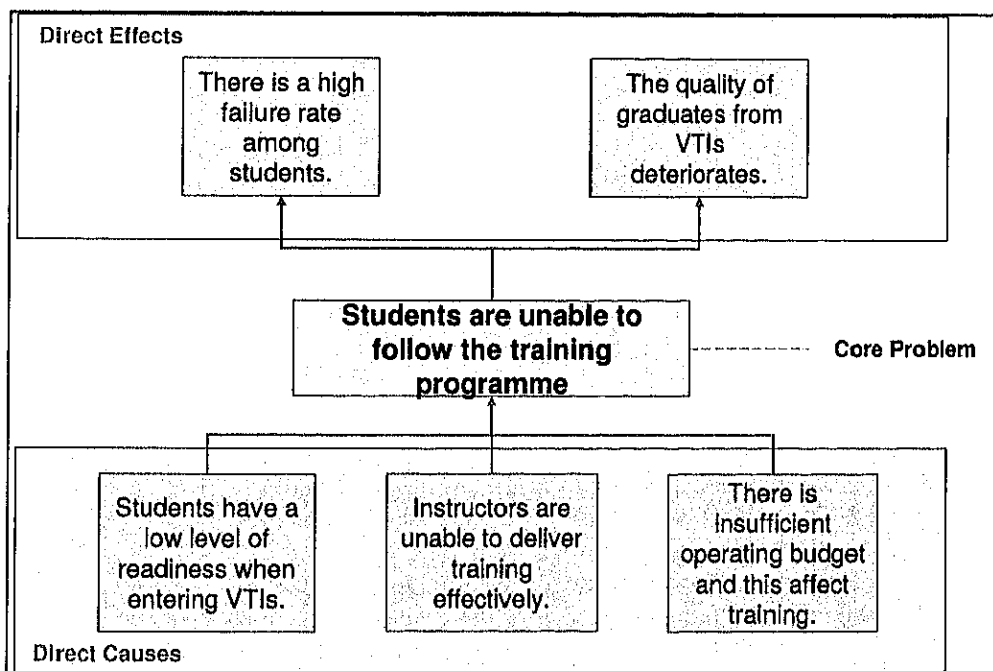 Direct Effects
There is a high
failure rate
among
students.
The quality of
graduates from
VTIs
deteriorates.
Students are unable to
follow the training
programme
Core Problem
Students have a
low level of
readiness when
entering VTIs.
Instructors are
unable to deliver
training
effectively.
There is
insufficient
operating budget
and this affect
training.
Direct Causes